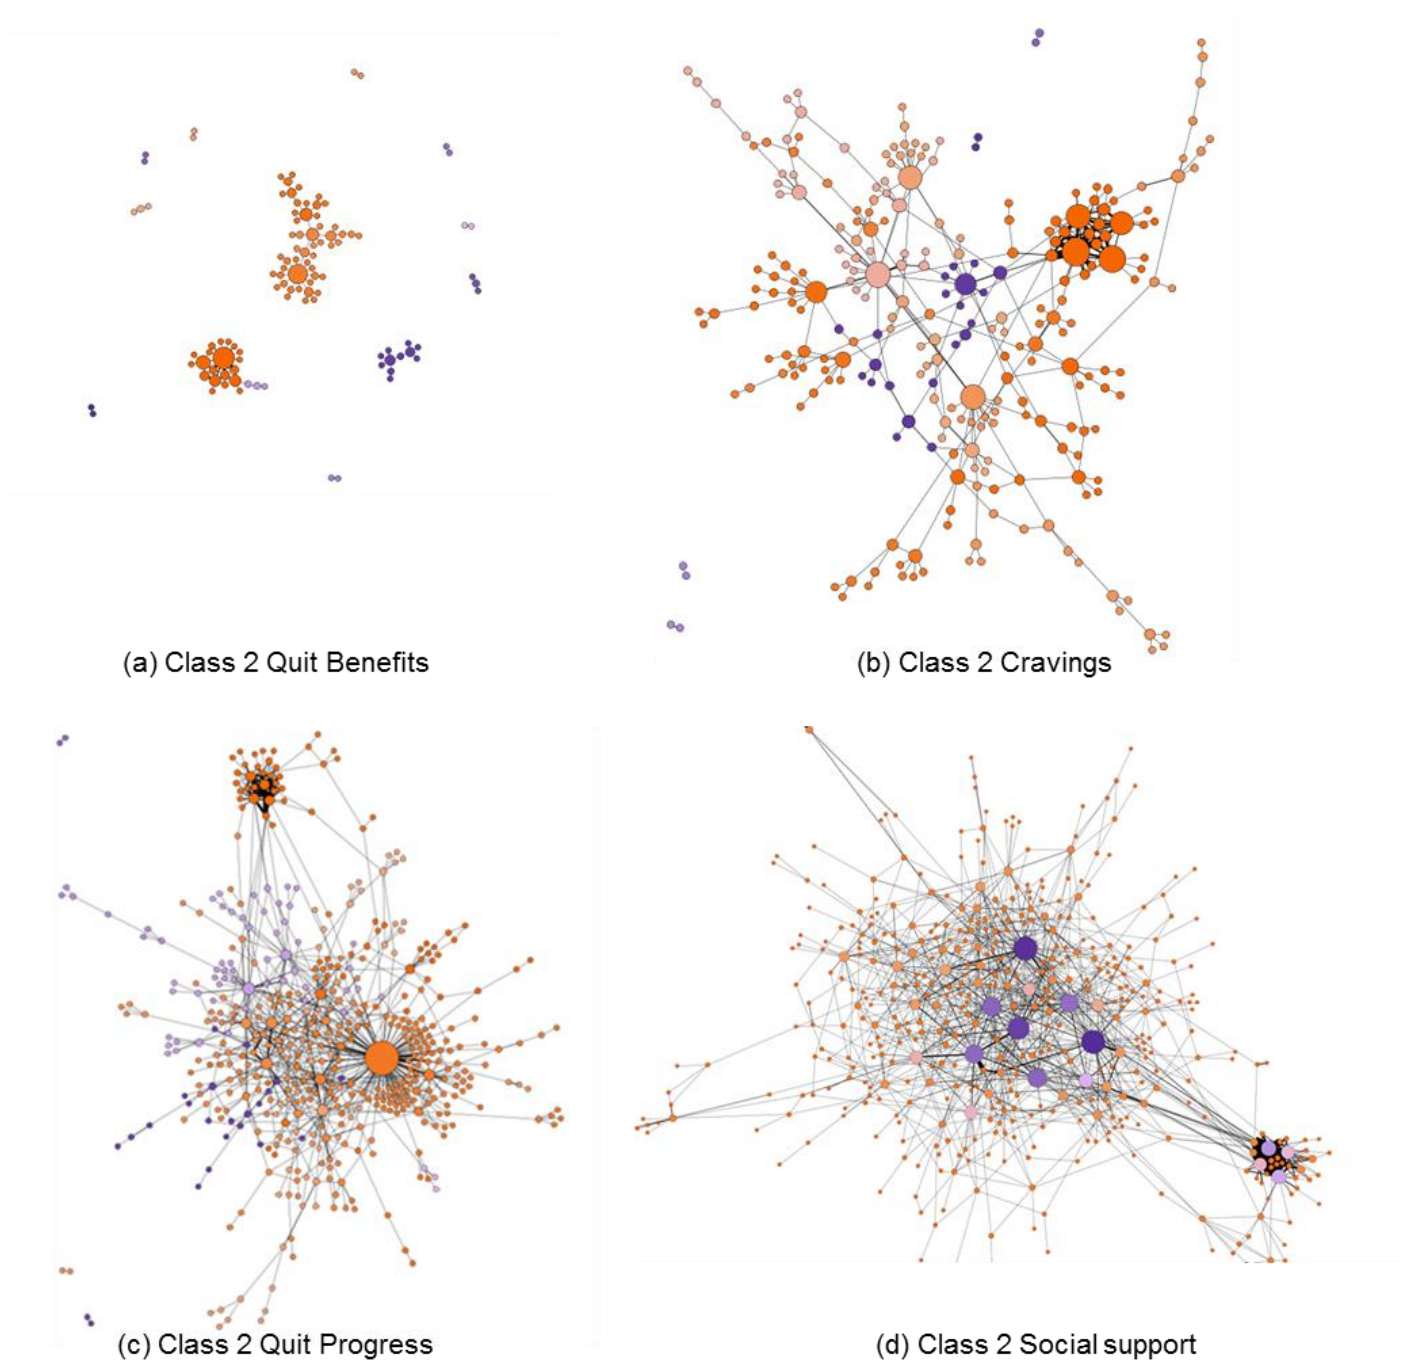 (a) Class 2 Quit Benefits
(b) Class 2 Cravings
(c) Class 2 Quit Progress
(d) Class 2 Social support